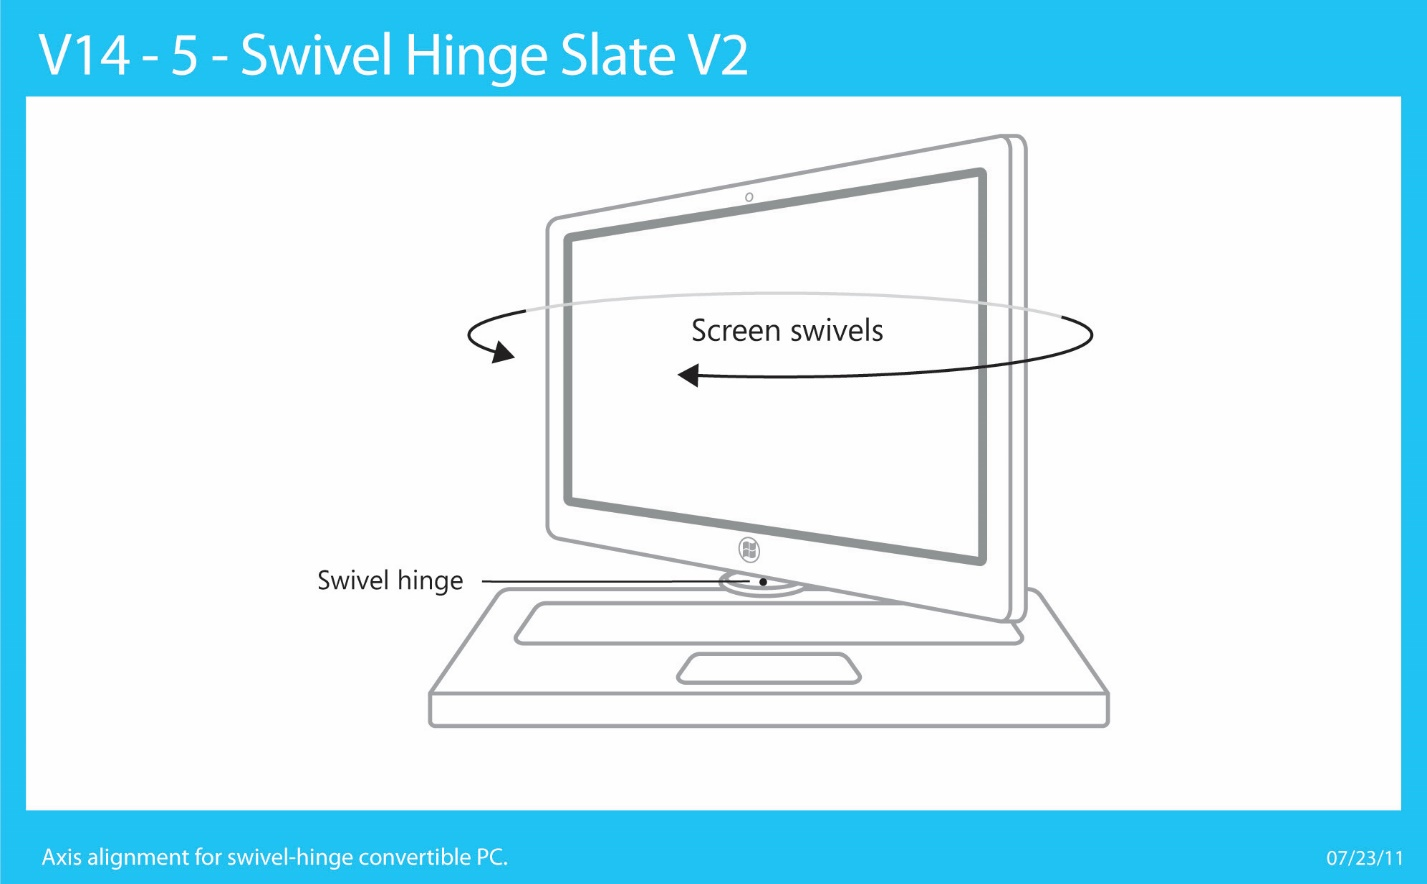 V14 - 5 - Swivel Hinge Slate V2
Screen swivels
Swivel hinge
Axis alignment for swivel-hinge convertible PC.
07/23/11